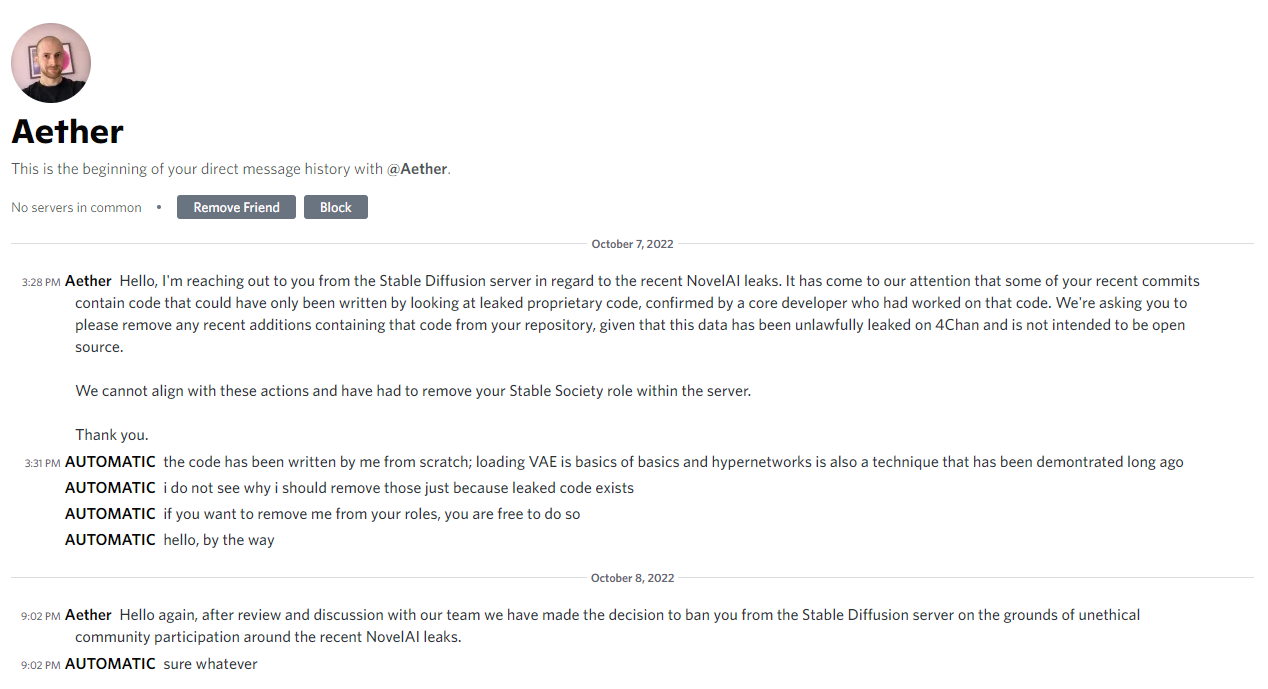 Aether
This is the beginning of your direct message history with @Aether.
No servers in common • Remove Friend Block
October 7, 2022
3:28 PM Aether Hello, I'm reaching out to you from the Stable Diffusion server in regard to the recent NovelAI leaks. It has come to our attention that some of your recent commits
contain code that could have only been written by looking at leaked proprietary code, confirmed by a core developer who had worked on that code. We're asking you to
please remove any recent additions containing that code from your repository, given that this data has been unlawfully leaked on 4Chan and is not intended to be open
source.
We cannot align with these actions and have had to remove your Stable Society role within the server.
Thank you.
3:31 PM AUTOMATIC the code has been written by me from scratch; loading VAE is basics of basics and hypernetworks is also a technique that has been demontrated long ago
AUTOMATIC i do not see why i should remove those just because leaked code exists
AUTOMATIC if you want to remove me from your roles, you are free to do so
AUTOMATIC hello, by the way
October 8, 2022
9:02 PM Aether Hello again, after review and discussion with our team we have made the decision to ban you from the Stable Diffusion server on the grounds of unethical
community participation around the recent NovelAI leaks.
9:02 PM AUTOMATIC sure whatever